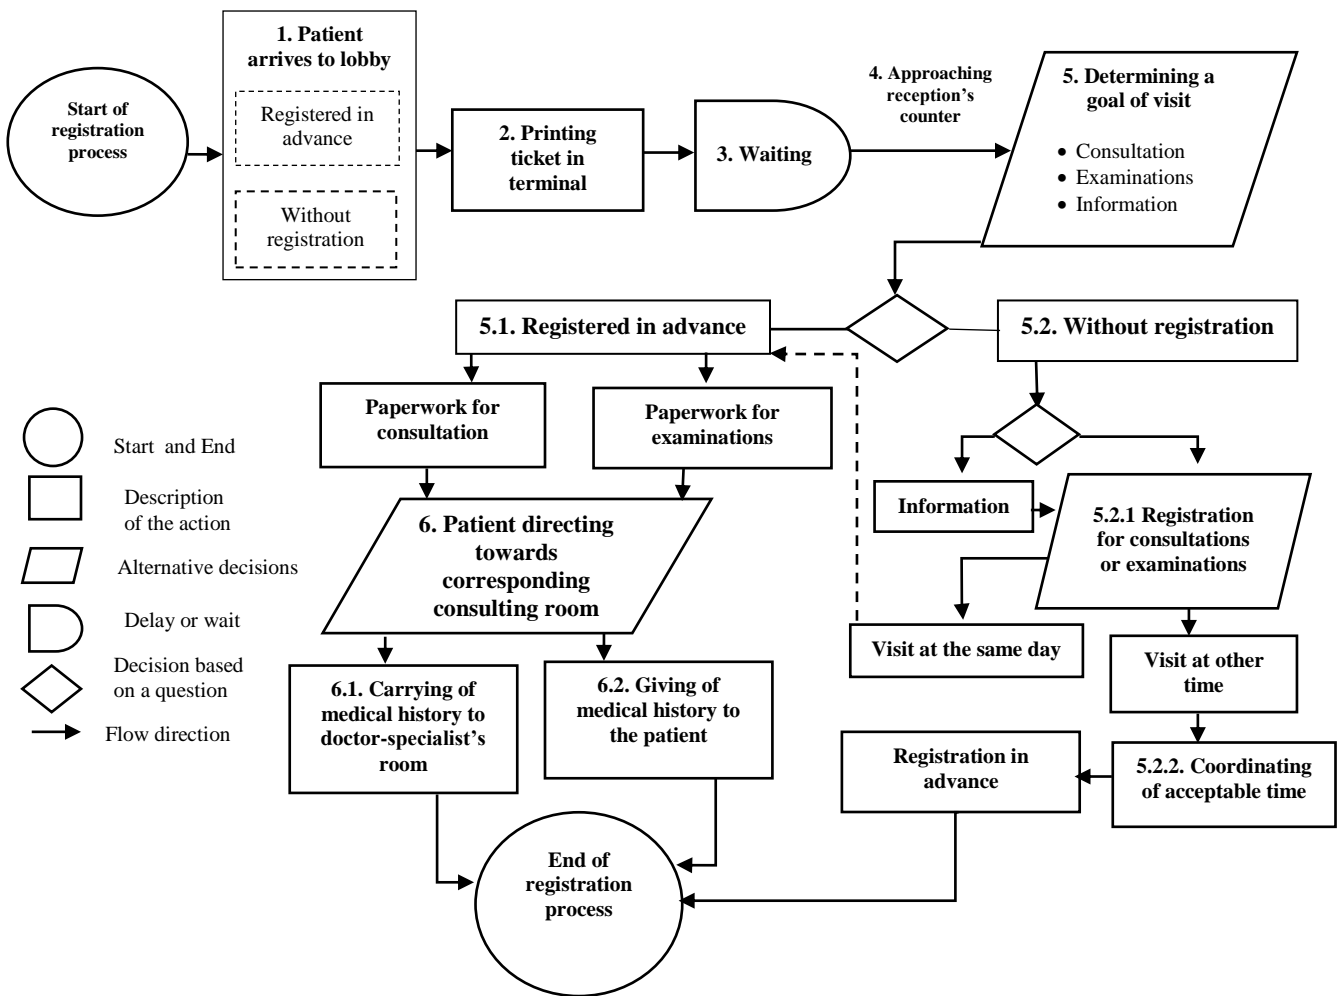 Start of
registration
process
1. Patient
arrives to lobby
Registered in
advance
Without
registration
2. Printing
ticket in
terminal
3. Waiting
4. Approaching
reception's
counter
5. Determining a
goal of visit
• Consultation
• Examinations
• Information
5.1. Registered in advance
5.2. Without registration
Paperwork for
consultation
Paperwork for
examinations
Information
5.2.1 Registration
for consultations
or examinations
6. Patient directing
towards
corresponding
consulting room
Visit at the same day
Visit at other
time
6.1. Carrying of
medical history to
doctor-specialist's
room
6.2. Giving of
medical history to
the patient
Registration in
advance
5.2.2. Coordinating
of acceptable time
End of
registration
process
Start and End
Description
of the action
Alternative decisions
Delay or wait
Decision based
on a question
Flow direction